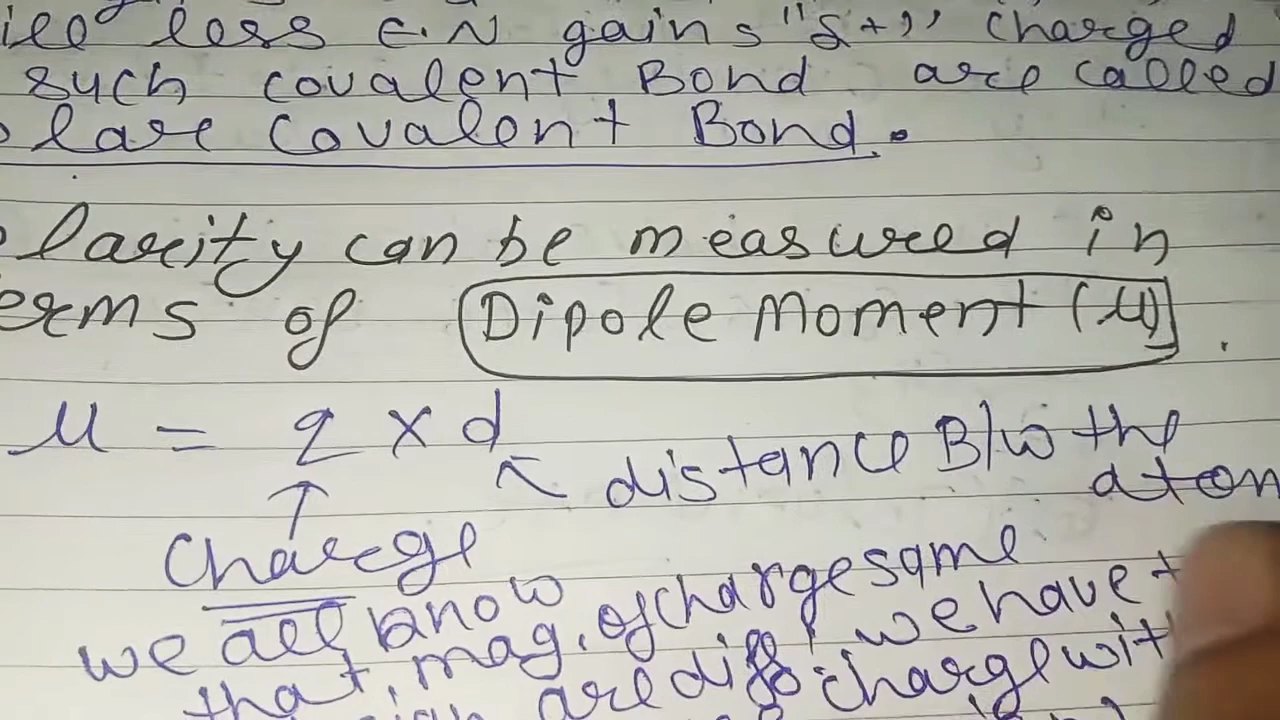 less E.N gains "δ+," charged
such covalent Bond are called
lar covalent Bond.
larity can be measured in
erms of Dipole Moment (μ).
μ = q × d
distance B/w the
atom
Charge
we all know
that, mag. of charge same
are diff, we have +
charge wit